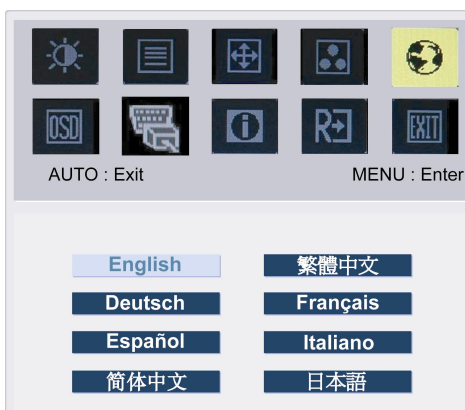 OSD
R
EXIT
AUTO : Exit
MENU : Enter
English
繁體中文
Deutsch
Français
Español
Italiano
简体中文
日本語